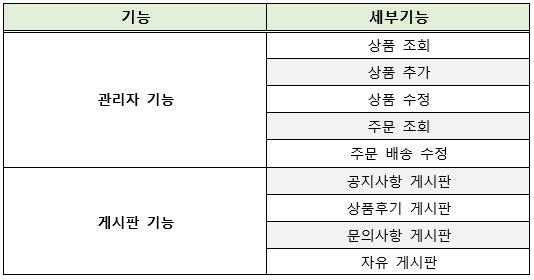 기능 세부기능
관리자 기능
상품 조회
상품 추가
상품 수정
주문 조회
주문 배송 수정
게시판 기능
공지사항 게시판
상품후기 게시판
문의사항 게시판
자유 게시판